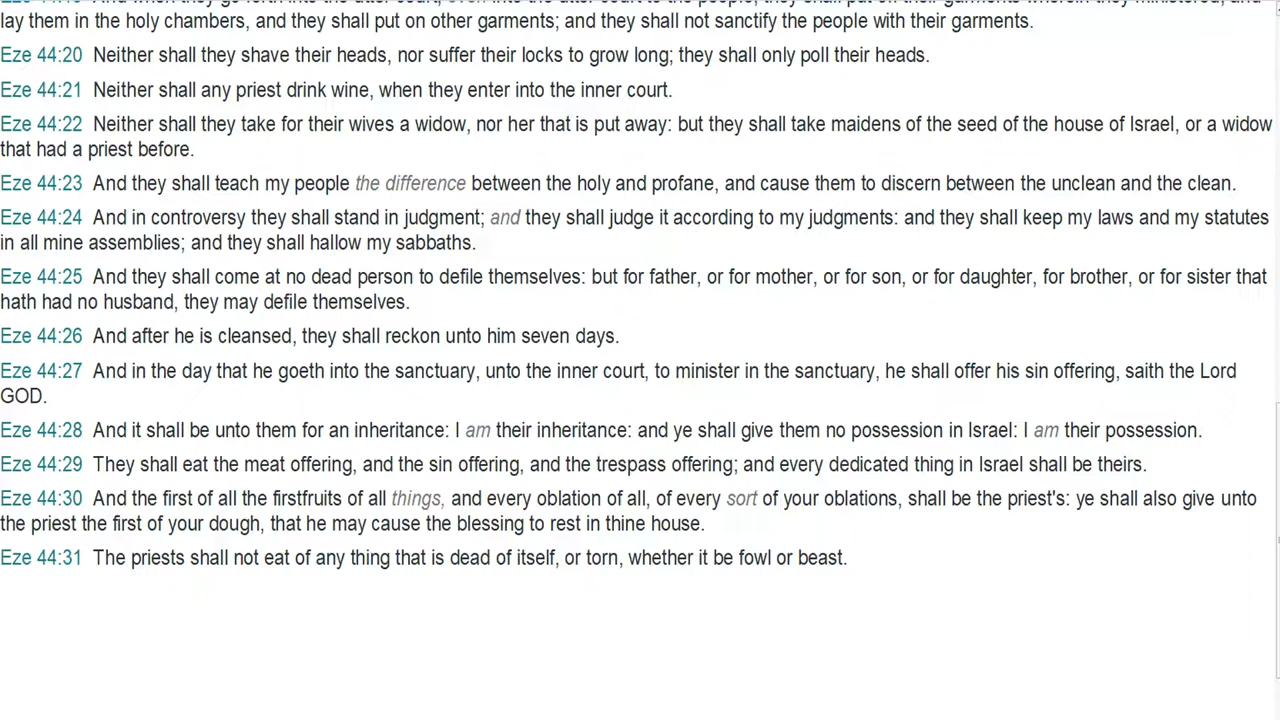 lay them in the holy chambers, and they shall put on other garments; and they shall not sanctify the people with their garments.
Eze 44:20 Neither shall they shave their heads, nor suffer their locks to grow long; they shall only poll their heads.
Eze 44:21 Neither shall any priest drink wine, when they enter into the inner court.
Eze 44:22 Neither shall they take for their wives a widow, nor her that is put away: but they shall take maidens of the seed of the house of Israel, or a widow
that had a priest before.
Eze 44:23 And they shall teach my people the difference between the holy and profane, and cause them to discern between the unclean and the clean.
Eze 44:24 And in controversy they shall stand in judgment; and they shall judge it according to my judgments: and they shall keep my laws and my statutes
in all mine assemblies; and they shall hallow my sabbaths.
Eze 44:25 And they shall come at no dead person to defile themselves: but for father, or for mother, or for son, or for daughter, for brother, or for sister that
hath had no husband, they may defile themselves.
Eze 44:26 And after he is cleansed, they shall reckon unto him seven days.
Eze 44:27 And in the day that he goeth into the sanctuary, unto the inner court, to minister in the sanctuary, he shall offer his sin offering, saith the Lord
GOD.
Eze 44:28 And it shall be unto them for an inheritance: I am their inheritance: and ye shall give them no possession in Israel: I am their possession.
Eze 44:29 They shall eat the meat offering, and the sin offering, and the trespass offering; and every dedicated thing in Israel shall be theirs.
Eze 44:30 And the first of all the firstfruits of all things, and every oblation of all, of every sort of your oblations, shall be the priest's: ye shall also give unto
the priest the first of your dough, that he may cause the blessing to rest in thine house.
Eze 44:31 The priests shall not eat of any thing that is dead of itself, or torn, whether it be fowl or beast.